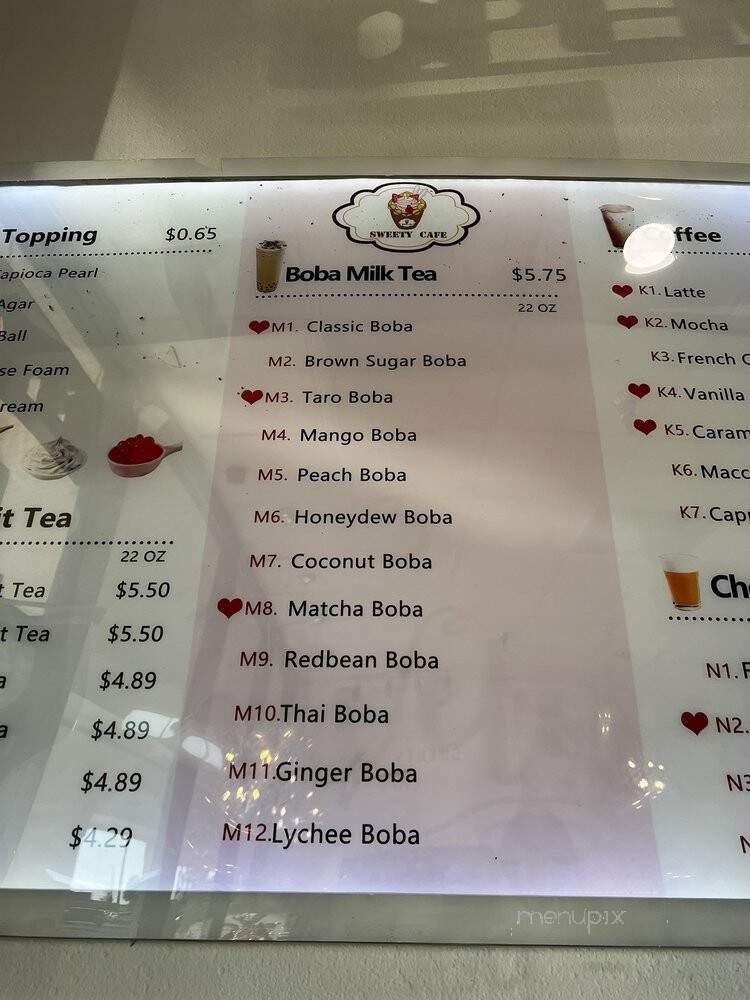 SWEETY CAFE
Topping $0.65
Tapioca Pearl
Agar
Ball
se Foam
ream
it Tea
22 OZ
t Tea $5.50
t Tea $5.50
a $4.89
a $4.89
$4.89
$4.29
Boba Milk Tea $5.75
22 OZ
M1. Classic Boba
M2. Brown Sugar Boba
M3. Taro Boba
M4. Mango Boba
M5. Peach Boba
M6. Honeydew Boba
M7. Coconut Boba
M8. Matcha Boba
M9. Redbean Boba
M10.Thai Boba
M11.Ginger Boba
M12.Lychee Boba
ffee
K1. Latte
K2. Mocha
K3. French C
K4. Vanilla
K5. Caram
K6. Macc
K7. Capp
Che
N1. F
N2.
N3
N
menupix